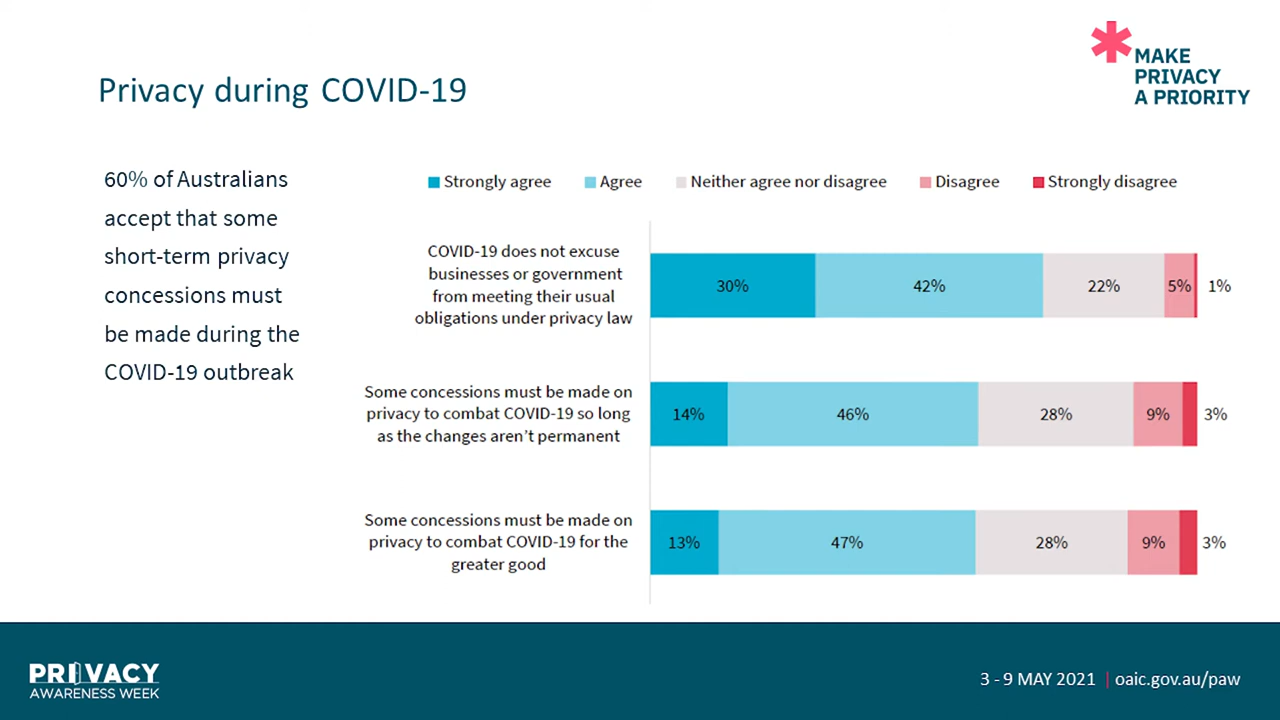 MAKE
PRIVACY
A PRIORITY
Privacy during COVID-19
60% of Australians
accept that some
short-term privacy
concessions must
be made during the
COVID-19 outbreak
Strongly agree Agree Neither agree nor disagree Disagree Strongly disagree
COVID-19 does not excuse
businesses or government
from meeting their usual
obligations under privacy law
30% 42% 22% 5% 1%
Some concessions must be made on
privacy to combat COVID-19 so long
as the changes aren’t permanent
14% 46% 28% 9% 3%
Some concessions must be made on
privacy to combat COVID-19 for the
greater good
13% 47% 28% 9% 3%
PRIVACY
AWARENESS WEEK
3 - 9 MAY 2021 | oaic.gov.au/paw